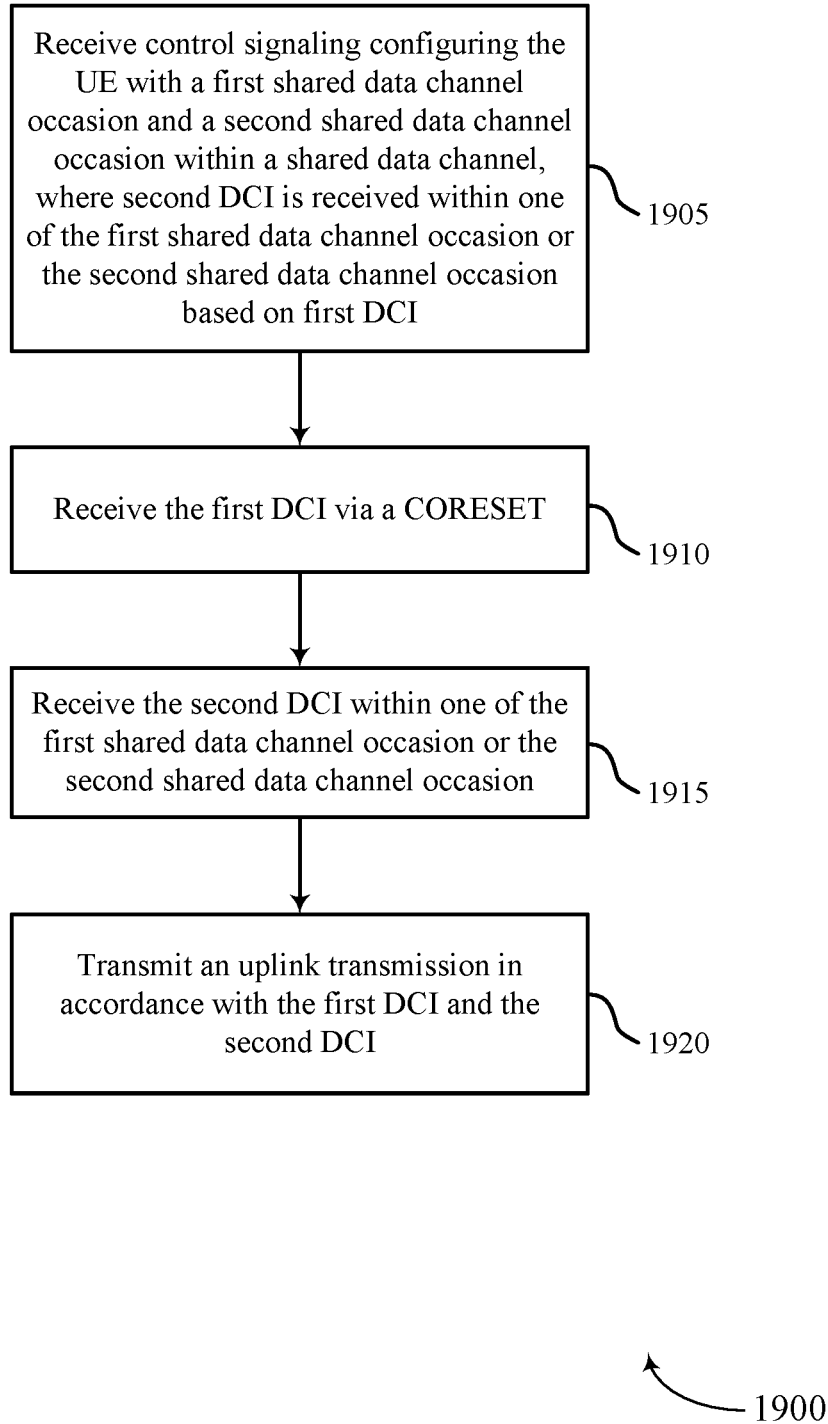 Receive control signaling configuring the
UE with a first shared data channel
occasion and a second shared data channel
occasion within a shared data channel,
where second DCI is received within one
of the first shared data channel occasion or
the second shared data channel occasion
based on first DCI
1905
Receive the first DCI via a CORESET
1910
Receive the second DCI within one of the
first shared data channel occasion or the
second shared data channel occasion
1915
Transmit an uplink transmission in
accordance with the first DCI and the
second DCI
1920
1900